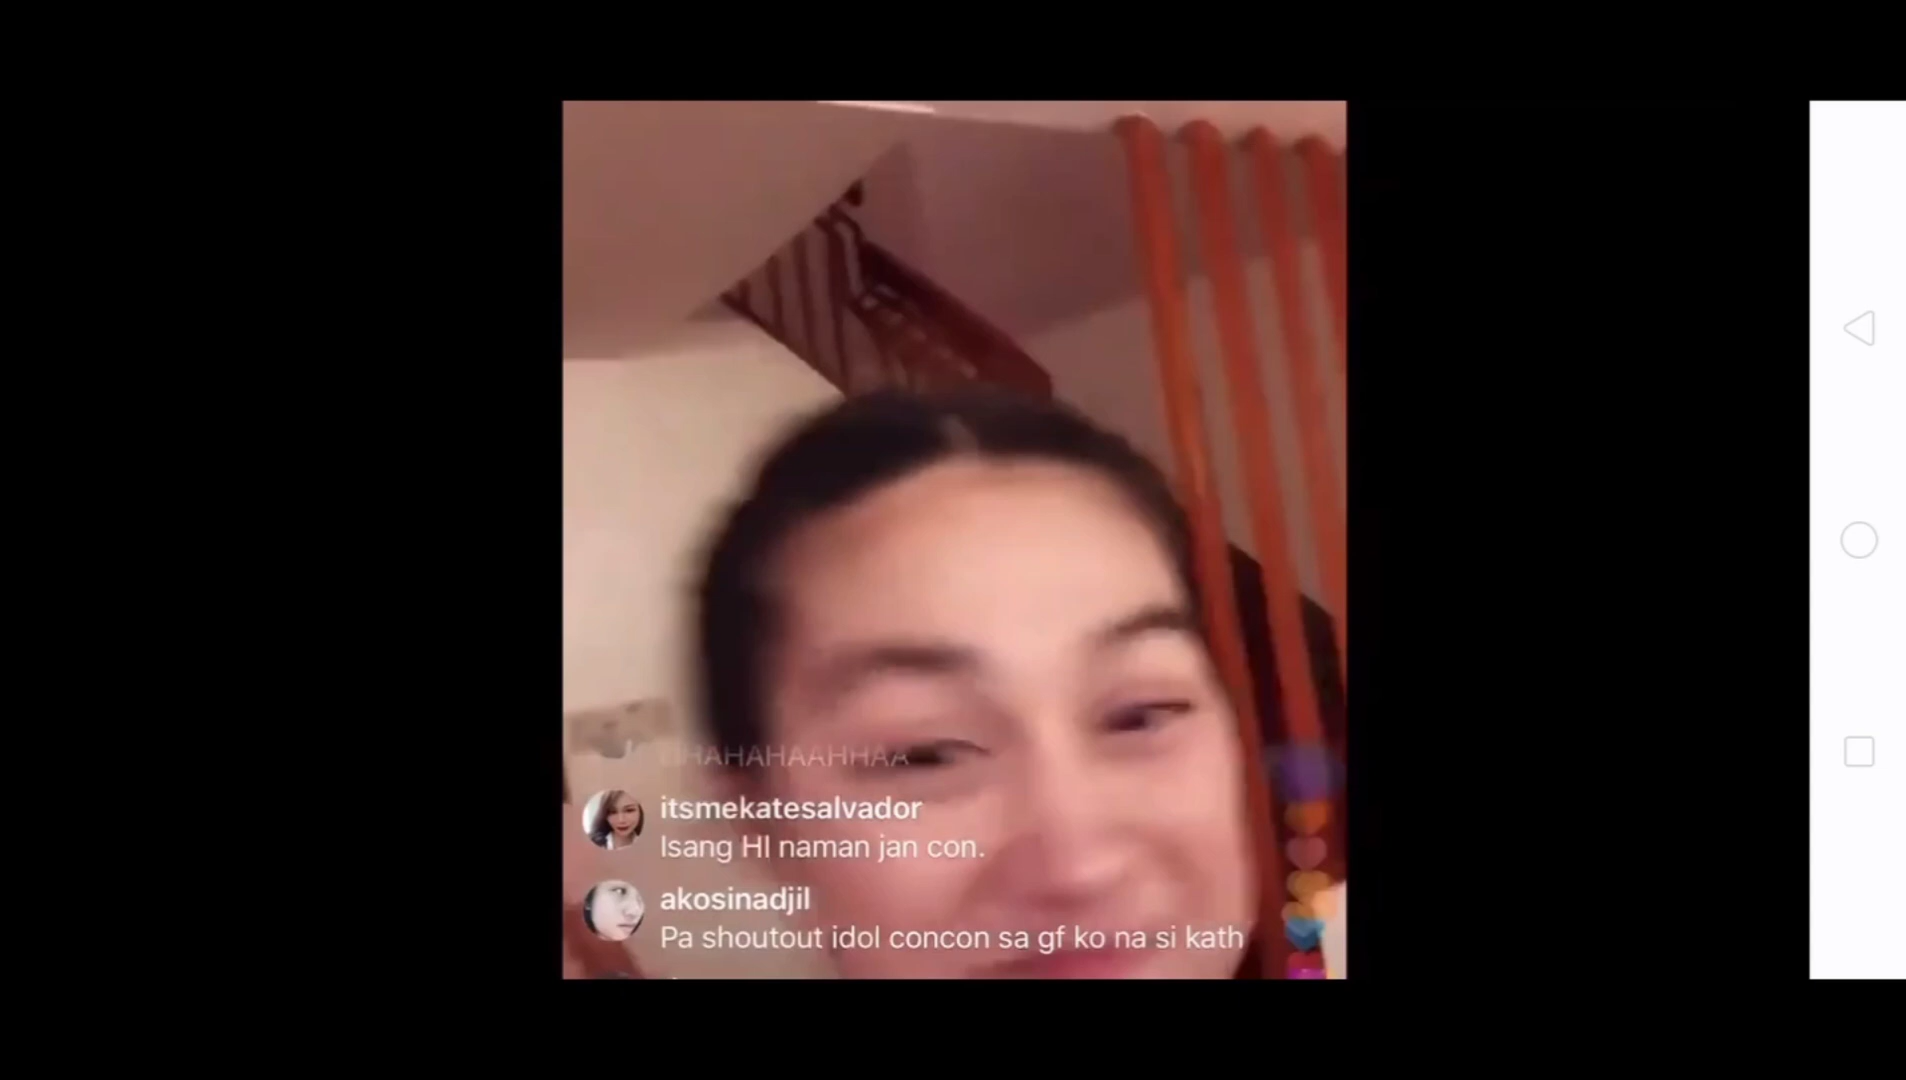 itsmekatesalvador
Isang HI naman jan con.
akosinadjil
Pa shoutout idol concon sa gf ko na si kath